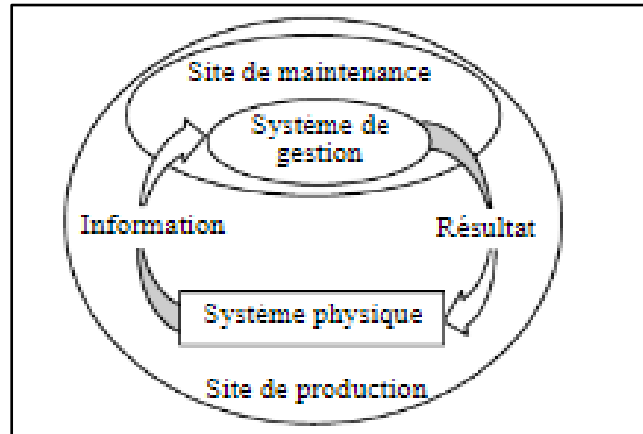 Site de maintenance
Système de
gestion
Information
Résultat
Système physique
Site de production